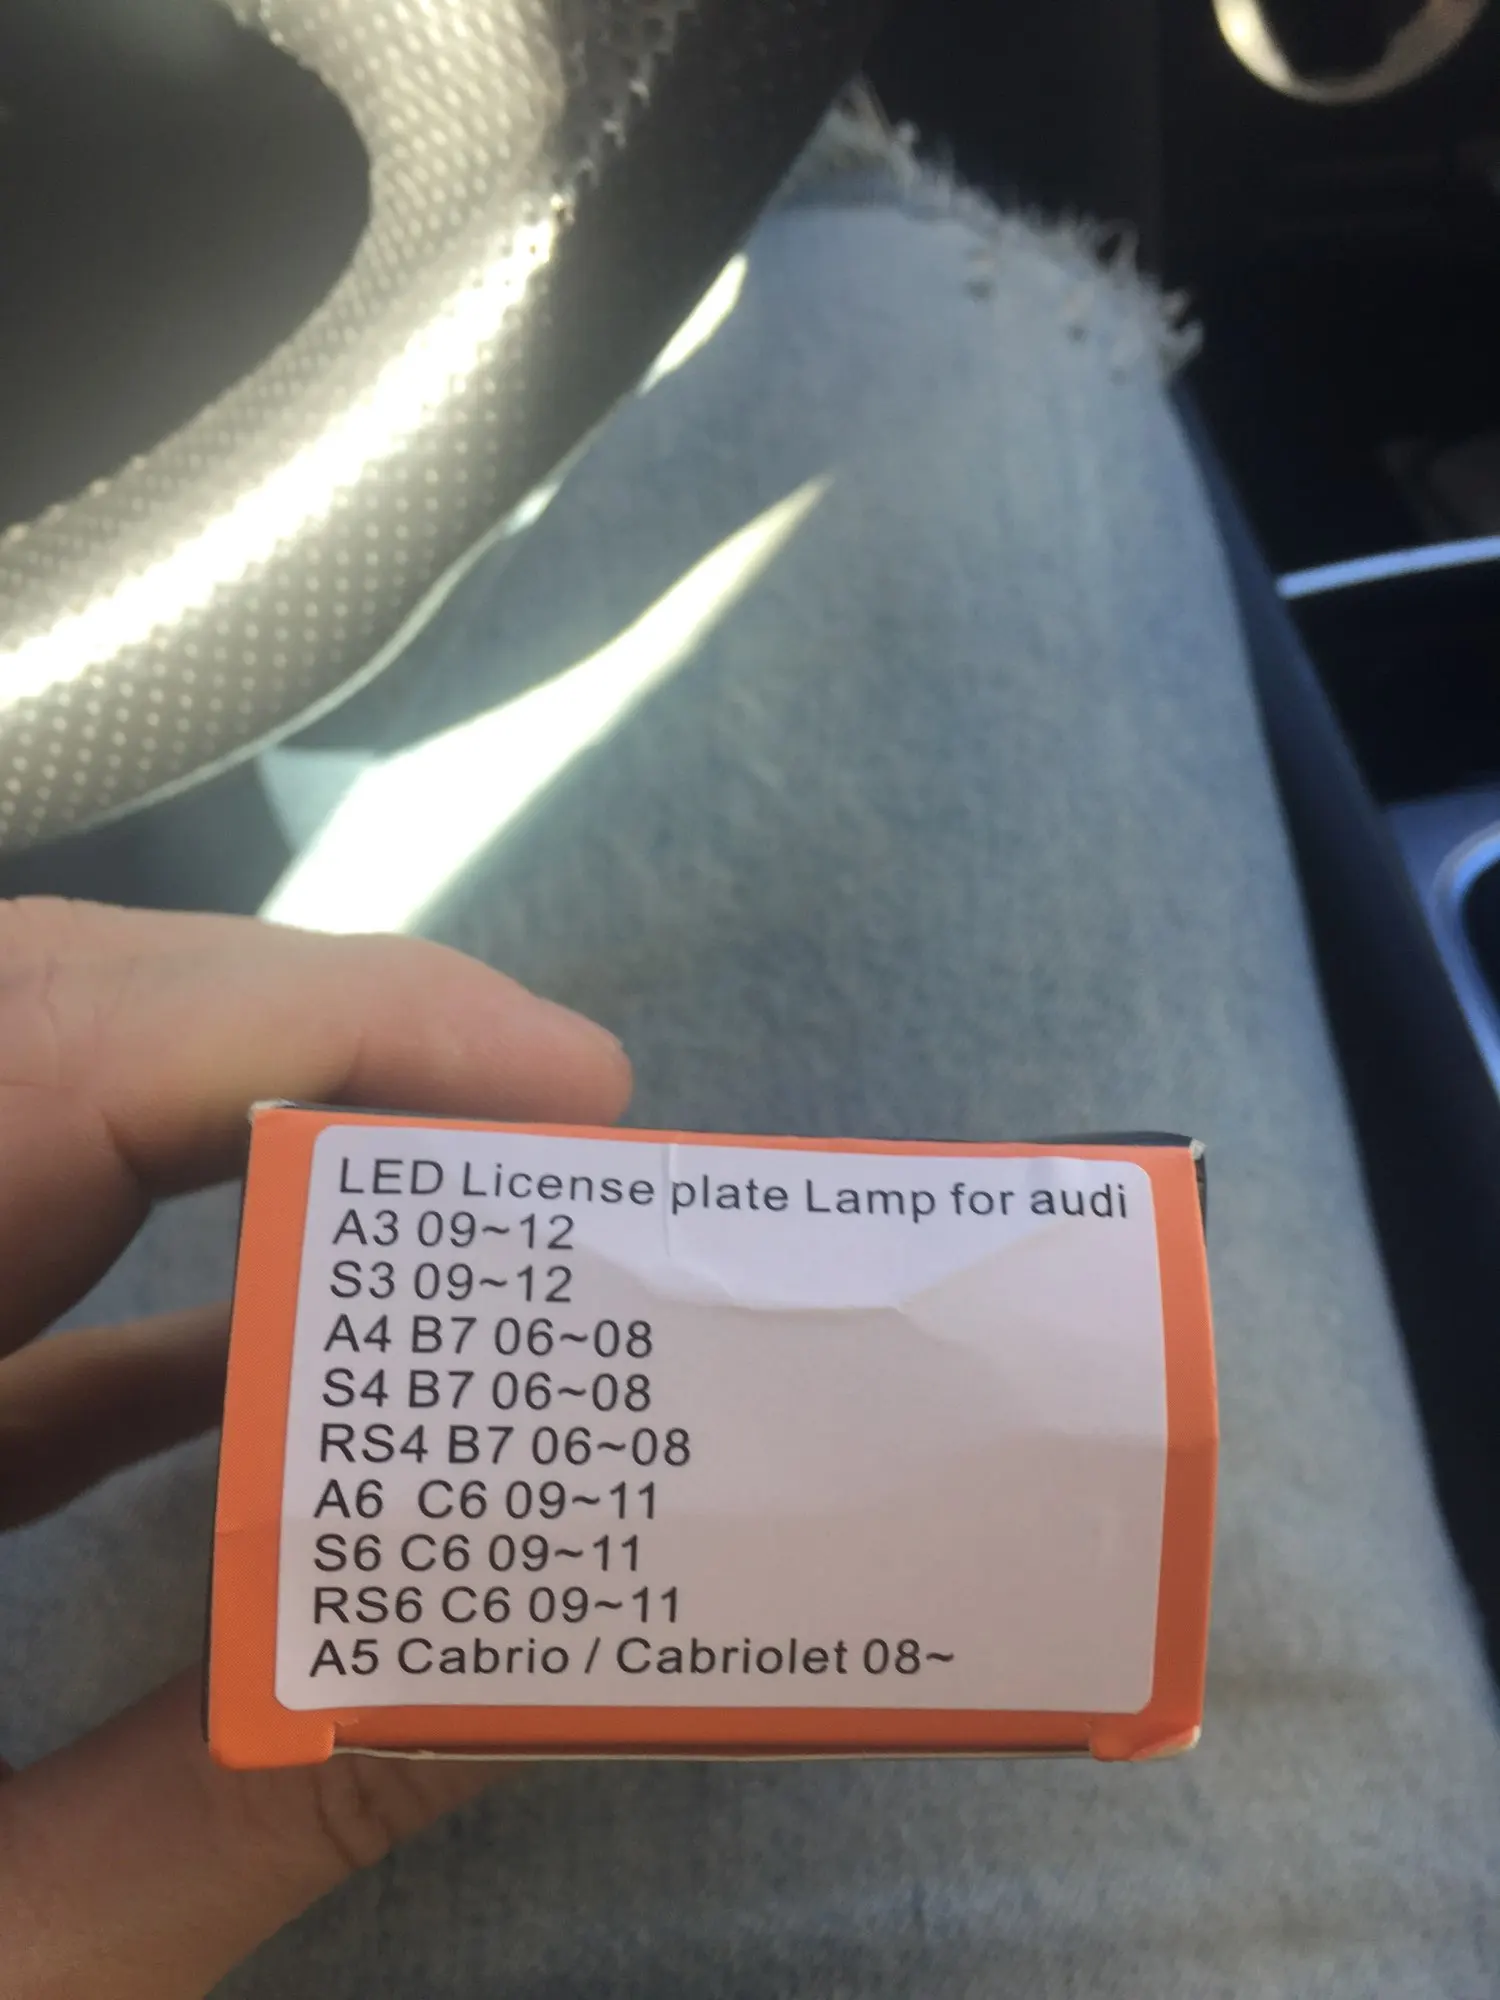 LED License plate Lamp for audi
A3 09~12
S3 09~12
A4 B7 06~08
S4 B7 06~08
RS4 B7 06~08
A6  C6 09~11
S6 C6 09~11
RS6 C6 09~11
A5 Cabrio / Cabriolet 08~